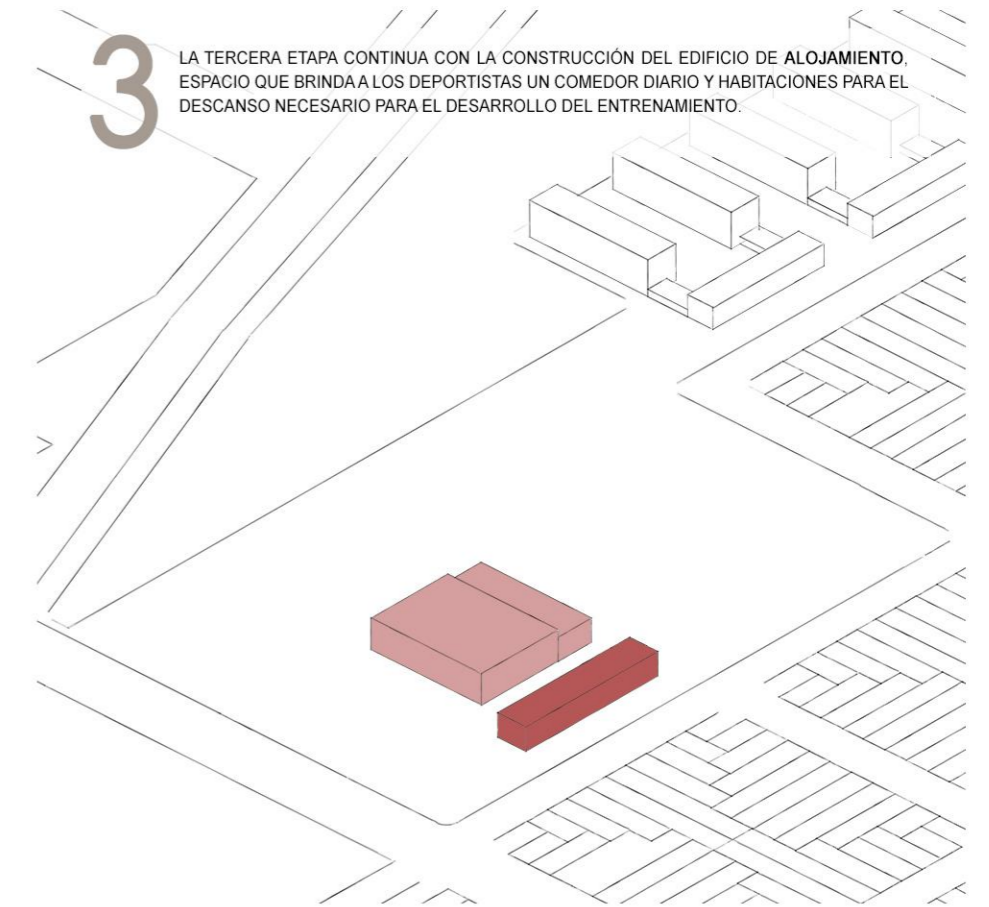 3
LA TERCERA ETAPA CONTINUA CON LA CONSTRUCCIÓN DEL EDIFICIO DE ALOJAMIENTO,
ESPACIO QUE BRINDA A LOS DEPORTISTAS UN COMEDOR DIARIO Y HABITACIONES PARA EL
DESCANSO NECESARIO PARA EL DESARROLLO DEL ENTRENAMIENTO.